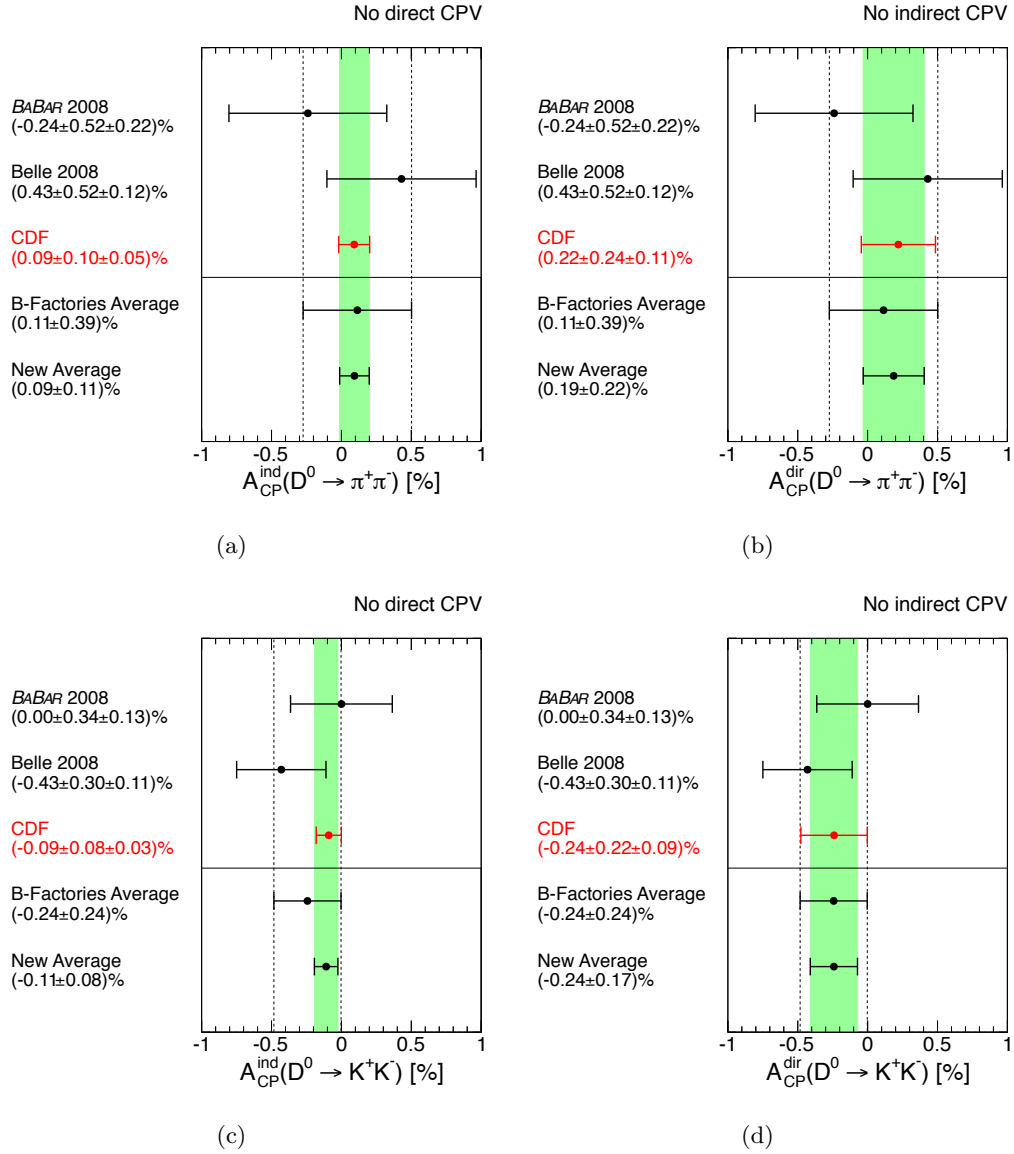 No direct CPV
BABAR 2008
(-0.24±0.52±0.22)%
Belle 2008
(0.43±0.52±0.12)%
CDF
(0.09±0.10±0.05)%
B-Factories Average
(0.11±0.39)%
New Average
(0.09±0.11)%
-1 -0.5 0 0.5 1
A_CP^ind(D^0 → π^+π^-) [%]
(a)
No indirect CPV
BABAR 2008
(-0.24±0.52±0.22)%
Belle 2008
(0.43±0.52±0.12)%
CDF
(0.22±0.24±0.11)%
B-Factories Average
(0.11±0.39)%
New Average
(0.19±0.22)%
-1 -0.5 0 0.5 1
A_CP^dir(D^0 → π^+π^-) [%]
(b)
No direct CPV
BABAR 2008
(0.00±0.34±0.13)%
Belle 2008
(-0.43±0.30±0.11)%
CDF
(-0.09±0.08±0.03)%
B-Factories Average
(-0.24±0.24)%
New Average
(-0.11±0.08)%
-1 -0.5 0 0.5 1
A_CP^ind(D^0 → K^+K^-) [%]
(c)
No indirect CPV
BABAR 2008
(0.00±0.34±0.13)%
Belle 2008
(-0.43±0.30±0.11)%
CDF
(-0.24±0.22±0.09)%
B-Factories Average
(-0.24±0.24)%
New Average
(-0.24±0.17)%
-1 -0.5 0 0.5 1
A_CP^dir(D^0 → K^+K^-) [%]
(d)